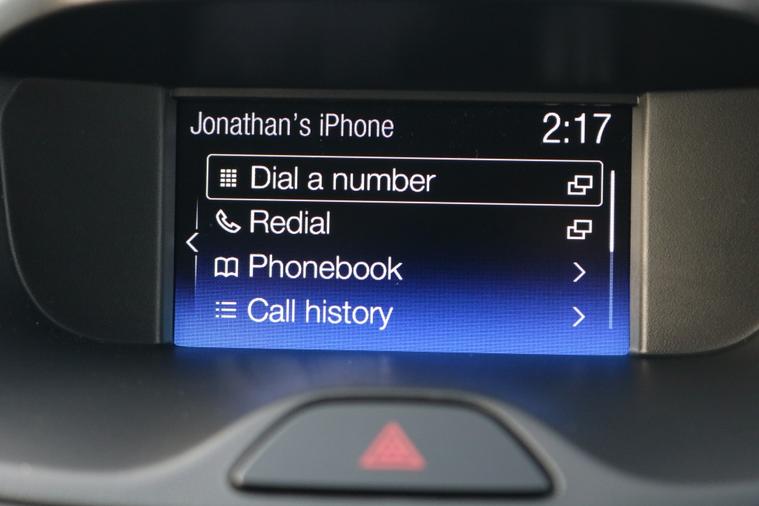 Jonathan's iPhone 2:17
Dial a number
Redial
Phonebook
Call history